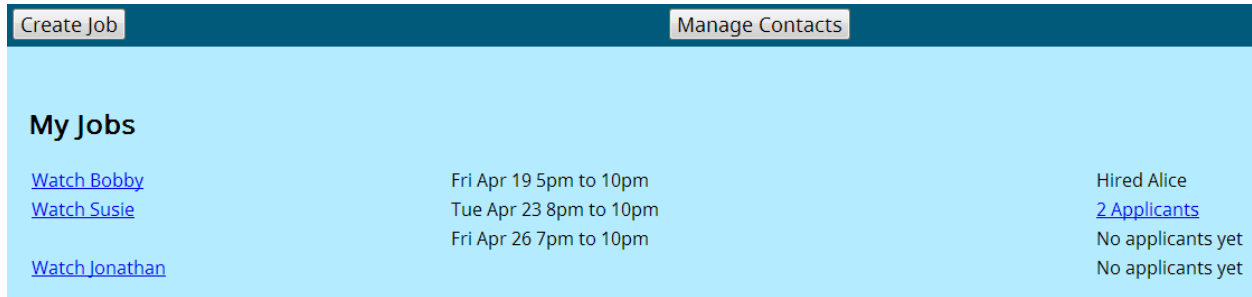 Create Job Manage Contacts
My Jobs
Watch Bobby Fri Apr 19 5pm to 10pm Hired Alice
Watch Susie Tue Apr 23 8pm to 10pm 2 Applicants
Fri Apr 26 7pm to 10pm No applicants yet
Watch Jonathan No applicants yet